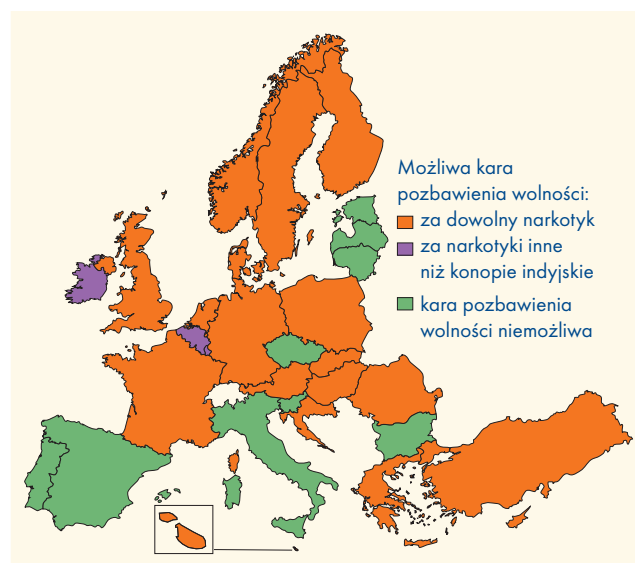 Możliwa kara
pozbawienia wolności:
za dowolny narkotyk
za narkotyki inne
niż konopie indyjskie
kara pozbawienia
wolności niemożliwa